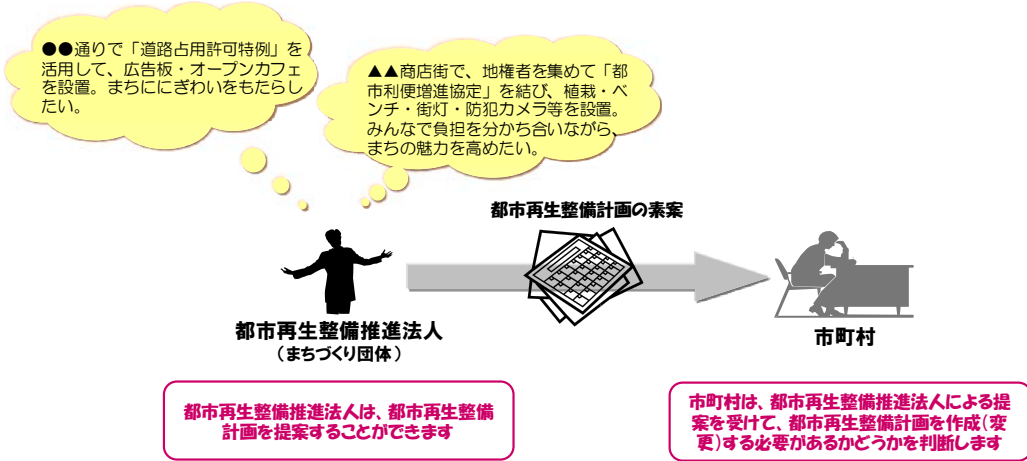 ●●通りで「道路占用許可特例」を
活用して、広告板・オープンカフェ
を設置。まちににぎわいをもたらし
たい。
▲▲商店街で、地権者を集めて「都
市利便増進協定」を結び、植栽・ベ
ンチ・街灯・防犯カメラ等を設置。
みんなで負担を分かち合いながら、
まちの魅力を高めたい。
都市再生整備計画の素案
都市再生整備推進法人
（まちづくり団体）
市町村
都市再生整備推進法人は、都市再生整備
計画を提案することができます
市町村は、都市再生整備推進法人による提
案を受けて、都市再生整備計画を作成（変
更）する必要があるかどうかを判断します